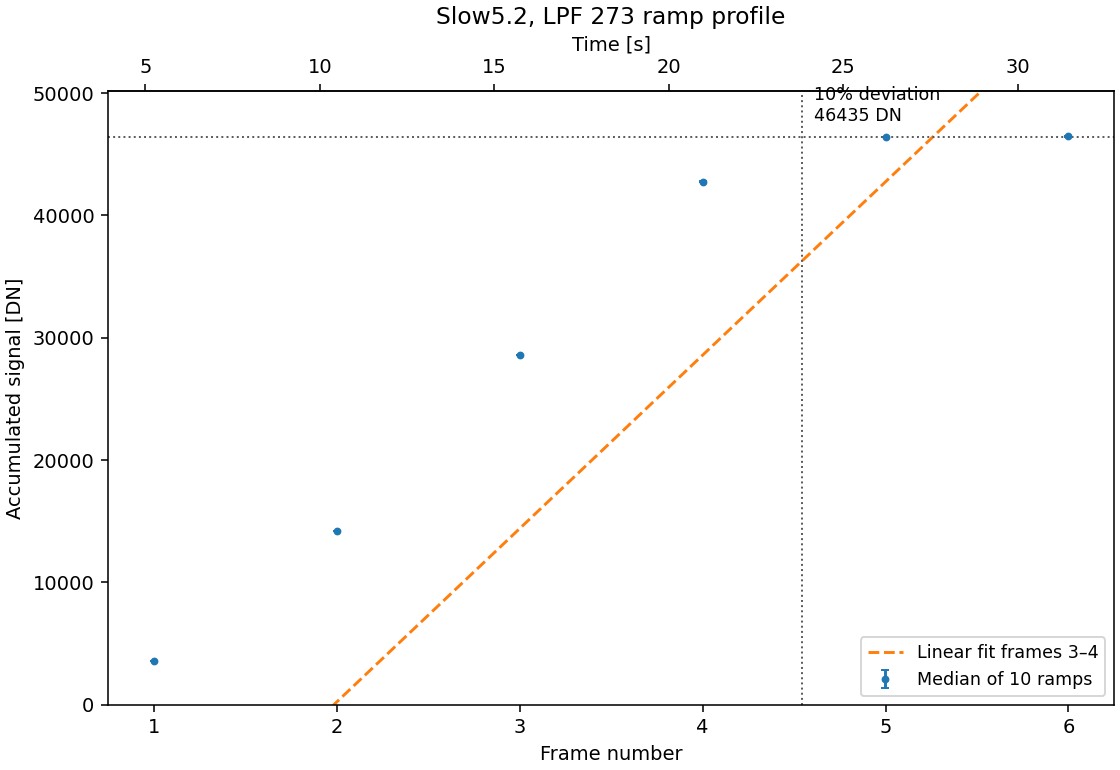 Slow5.2, LPF 273 ramp profile
Time [s]
5 10 15 20 25 30
10% deviation
46435 DN
50000
40000
30000
20000
10000
0
Accumulated signal [DN]
Linear fit frames 3–4
Median of 10 ramps
1 2 3 4 5 6
Frame number